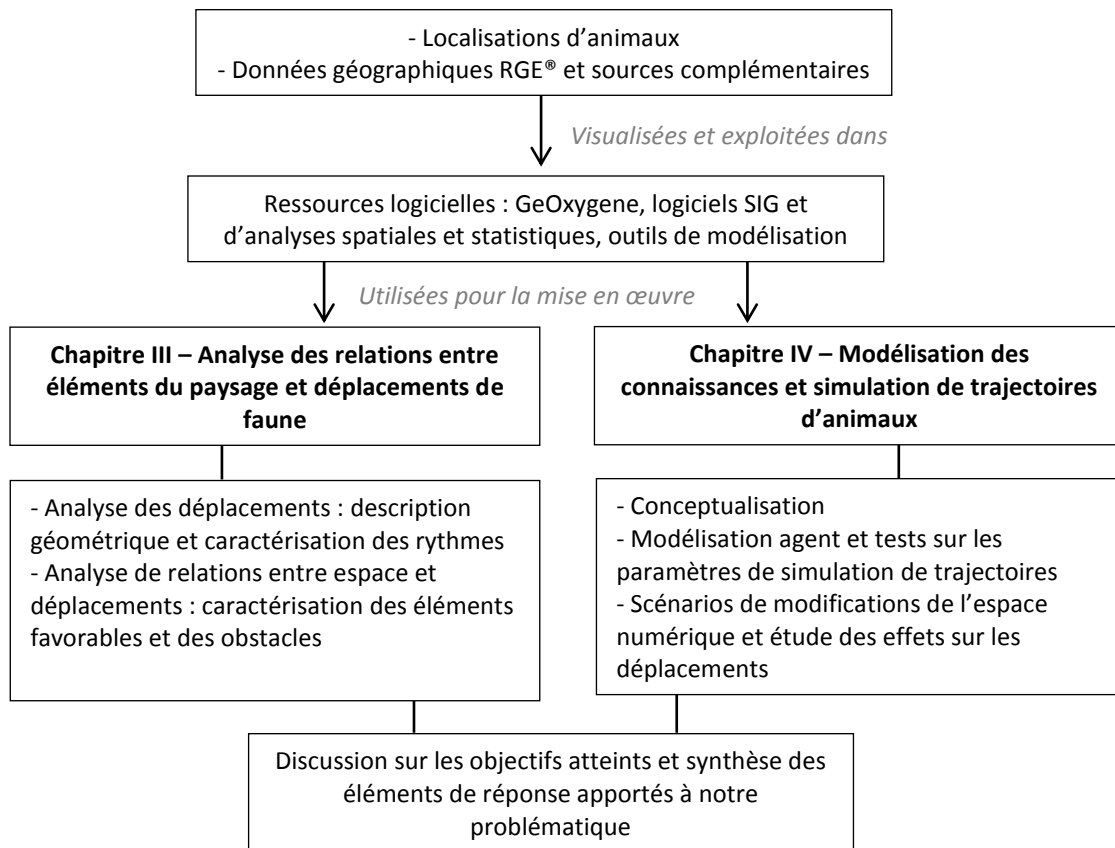 - Localisations d’animaux
- Données géographiques RGE® et sources complémentaires
Visualisées et exploitées dans
Ressources logicielles : GeOxygene, logiciels SIG et
d’analyses spatiales et statistiques, outils de modélisation
Utilisées pour la mise en œuvre
Chapitre III – Analyse des relations entre
éléments du paysage et déplacements de
faune
Chapitre IV – Modélisation des
connaissances et simulation de trajectoires
d’animaux
- Analyse des déplacements : description
géométrique et caractérisation des rythmes
- Analyse de relations entre espace et
déplacements : caractérisation des éléments
favorables et des obstacles
- Conceptualisation
- Modélisation agent et tests sur les
paramètres de simulation de trajectoires
- Scénarios de modifications de l’espace
numérique et étude des effets sur les
déplacements
Discussion sur les objectifs atteints et synthèse des
éléments de réponse apportés à notre
problématique